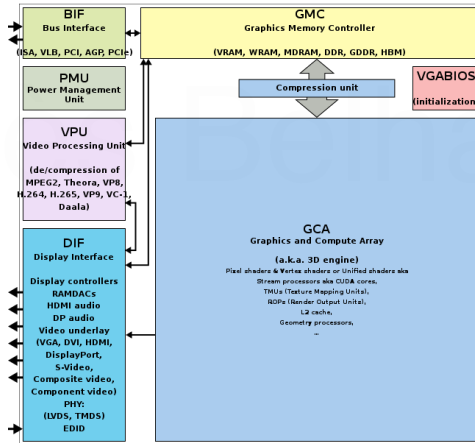 BIF
Bus Interface
(ISA, VLB, PCI, AGP, PCIe)
GMC
Graphics Memory Controller
(VRAM, WRAM, MDRAM, DDR, GDDR, HBM)
PMU
Power Management
Unit
Compression unit
VGABIOS
(initialization
VPU
Video Processing Unit
(de/compression of
MPEG2, Theora, VP8,
H.264, H.265, VP9, VC-1,
Daala)
GCA
Graphics and Compute Array
(a.k.a. 3D engine)
Pixel shaders & Vertex shaders or Unified shaders aka
Stream processors aka CUDA cores,
TMUs (Texture Mapping Units),
ROPs (Render Output Units),
L2 cache,
Geometry processors,
...
DIF
Display Interface
Display controllers
RAMDACs
HDMI audio
DP audio
Video underlay
(VGA, DVI, HDMI,
DisplayPort,
S-Video,
Composite video,
Component video)
PHY:
(LVDS, TMDS)
EDID